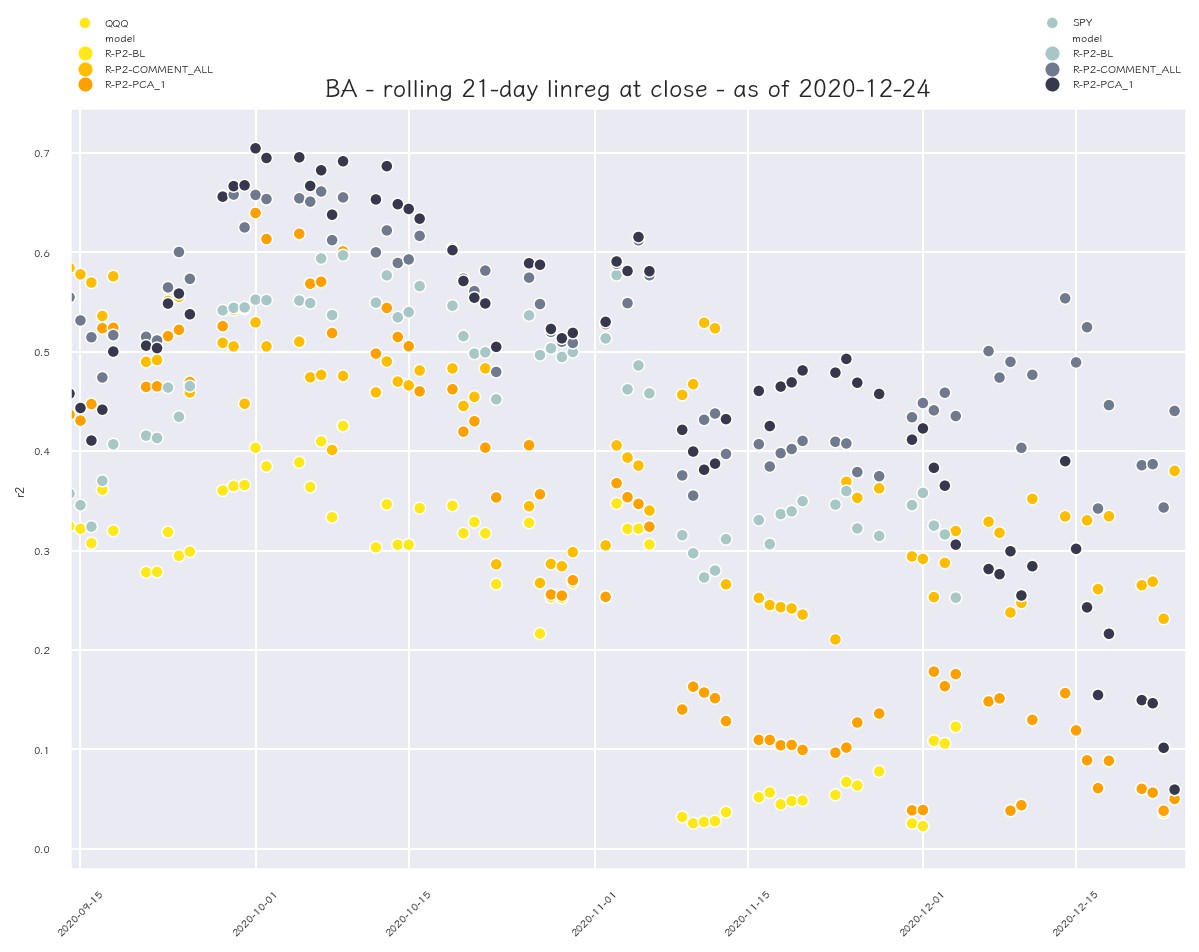 QQQ
model
R-P2-BL
R-P2-COMMENT_ALL
R-P2-PCA_1
SPY
model
R-P2-BL
R-P2-COMMENT_ALL
R-P2-PCA_1
BA - rolling 21-day linreg at close - as of 2020-12-24
0.7
0.6
0.5
0.4
0.3
0.2
0.1
0.0
r2
2020-09-15
2020-10-01
2020-10-15
2020-11-01
2020-11-15
2020-12-01
2020-12-15